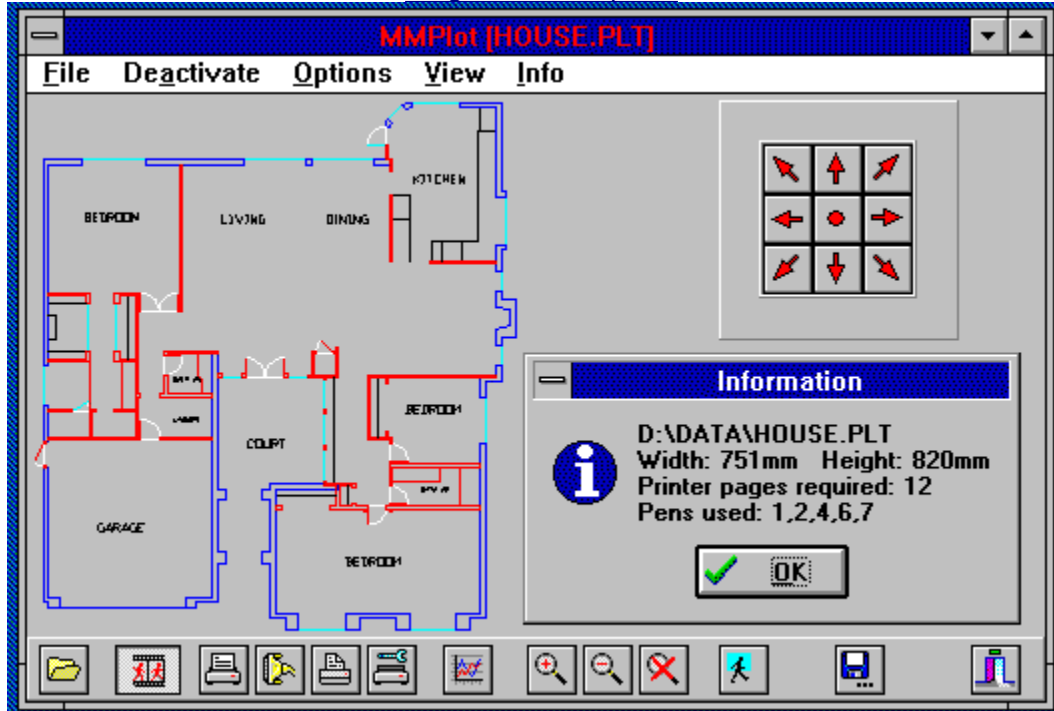 MMPlot [HOUSE.PLT]
File Deactivate Options View Info
KITCHEN
BEDROOM LIVING DINING
Information
D:\DATA\HOUSE.PLT
Width: 751mm Height: 820mm
Printer pages required: 12
Pens used: 1,2,4,6,7
OK
BEDROOM
COURT
GARAGE
BEDROOM